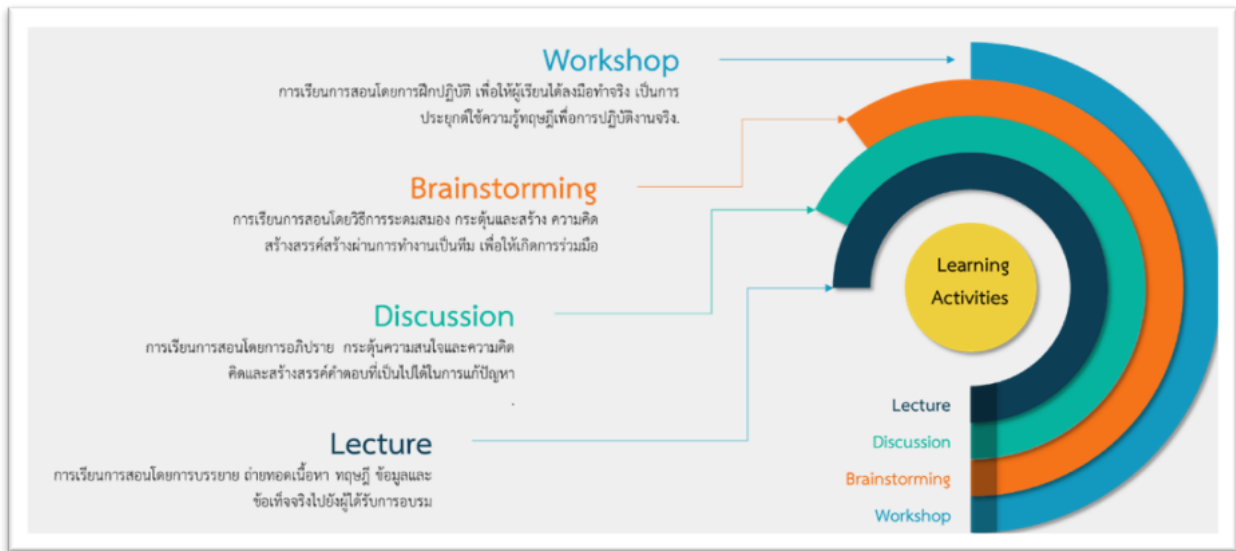 Workshop
การเรียนการสอนโดยการฝึกปฏิบัติ เพื่อให้ผู้เรียนได้ลงมือทำจริง เป็นการ
ประยุกต์ใช้ความรู้ทฤษฎีเพื่อการปฏิบัติงานจริง.
Brainstorming
การเรียนการสอนโดยวิธีการระดมสมอง กระตุ้นและสร้าง ความคิด
สร้างสรรค์สร้างผ่านการทำงานเป็นทีม เพื่อให้เกิดการร่วมมือ
Discussion
การเรียนการสอนโดยการอภิปราย กระตุ้นความสนใจและความคิด
คิดและสร้างสรรค์คำตอบที่เป็นไปได้ในการแก้ปัญหา
.
Lecture
การเรียนการสอนโดยการบรรยาย ถ่ายทอดเนื้อหา ทฤษฎี ข้อมูลและ
ข้อเท็จจริงไปยังผู้ได้รับการอบรม
Learning
Activities
Lecture
Discussion
Brainstorming
Workshop